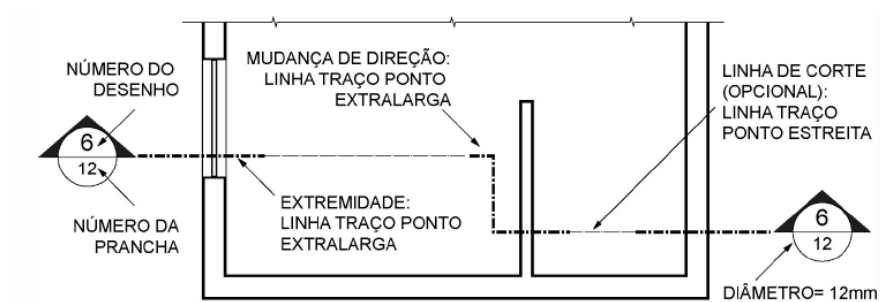 NÚMERO DO
DESENHO
6
12
NÚMERO DA
PRANCHA
MUDANÇA DE DIREÇÃO:
LINHA TRAÇO PONTO
EXTRALARGA
EXTREMIDADE:
LINHA TRAÇO PONTO
EXTRALARGA
LINHA DE CORTE
(OPCIONAL):
LINHA TRAÇO
PONTO ESTREITA
6
12
DIÂMETRO= 12mm